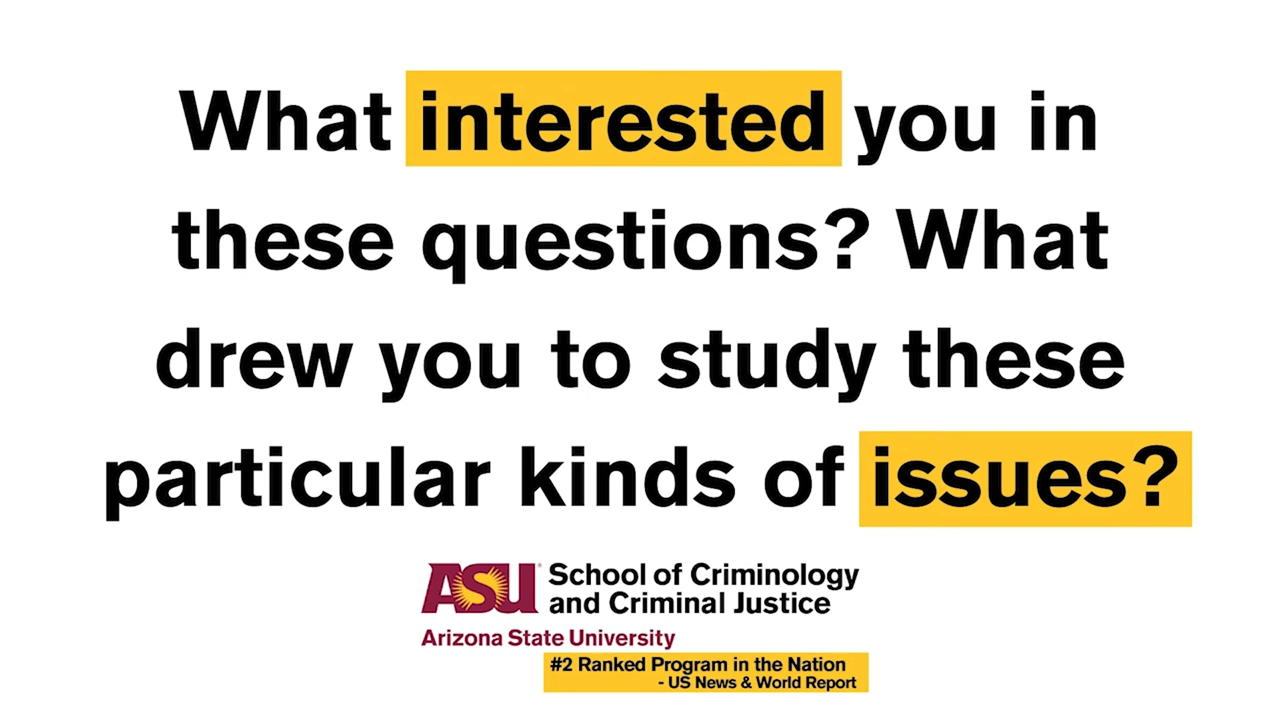 What interested you in
these questions? What
drew you to study these
particular kinds of issues?
ASU® School of Criminology
and Criminal Justice
Arizona State University
#2 Ranked Program in the Nation
- US News & World Report